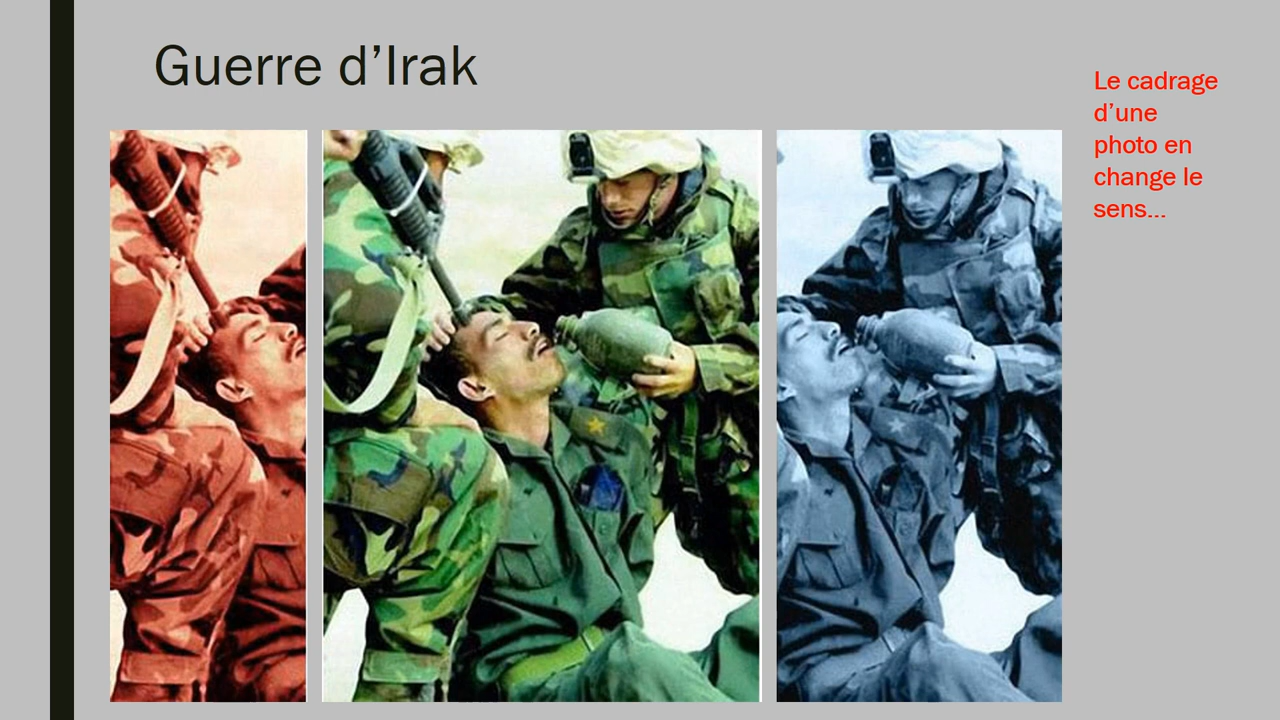 Guerre d’Irak
Le cadrage
d’une
photo en
change le
sens...